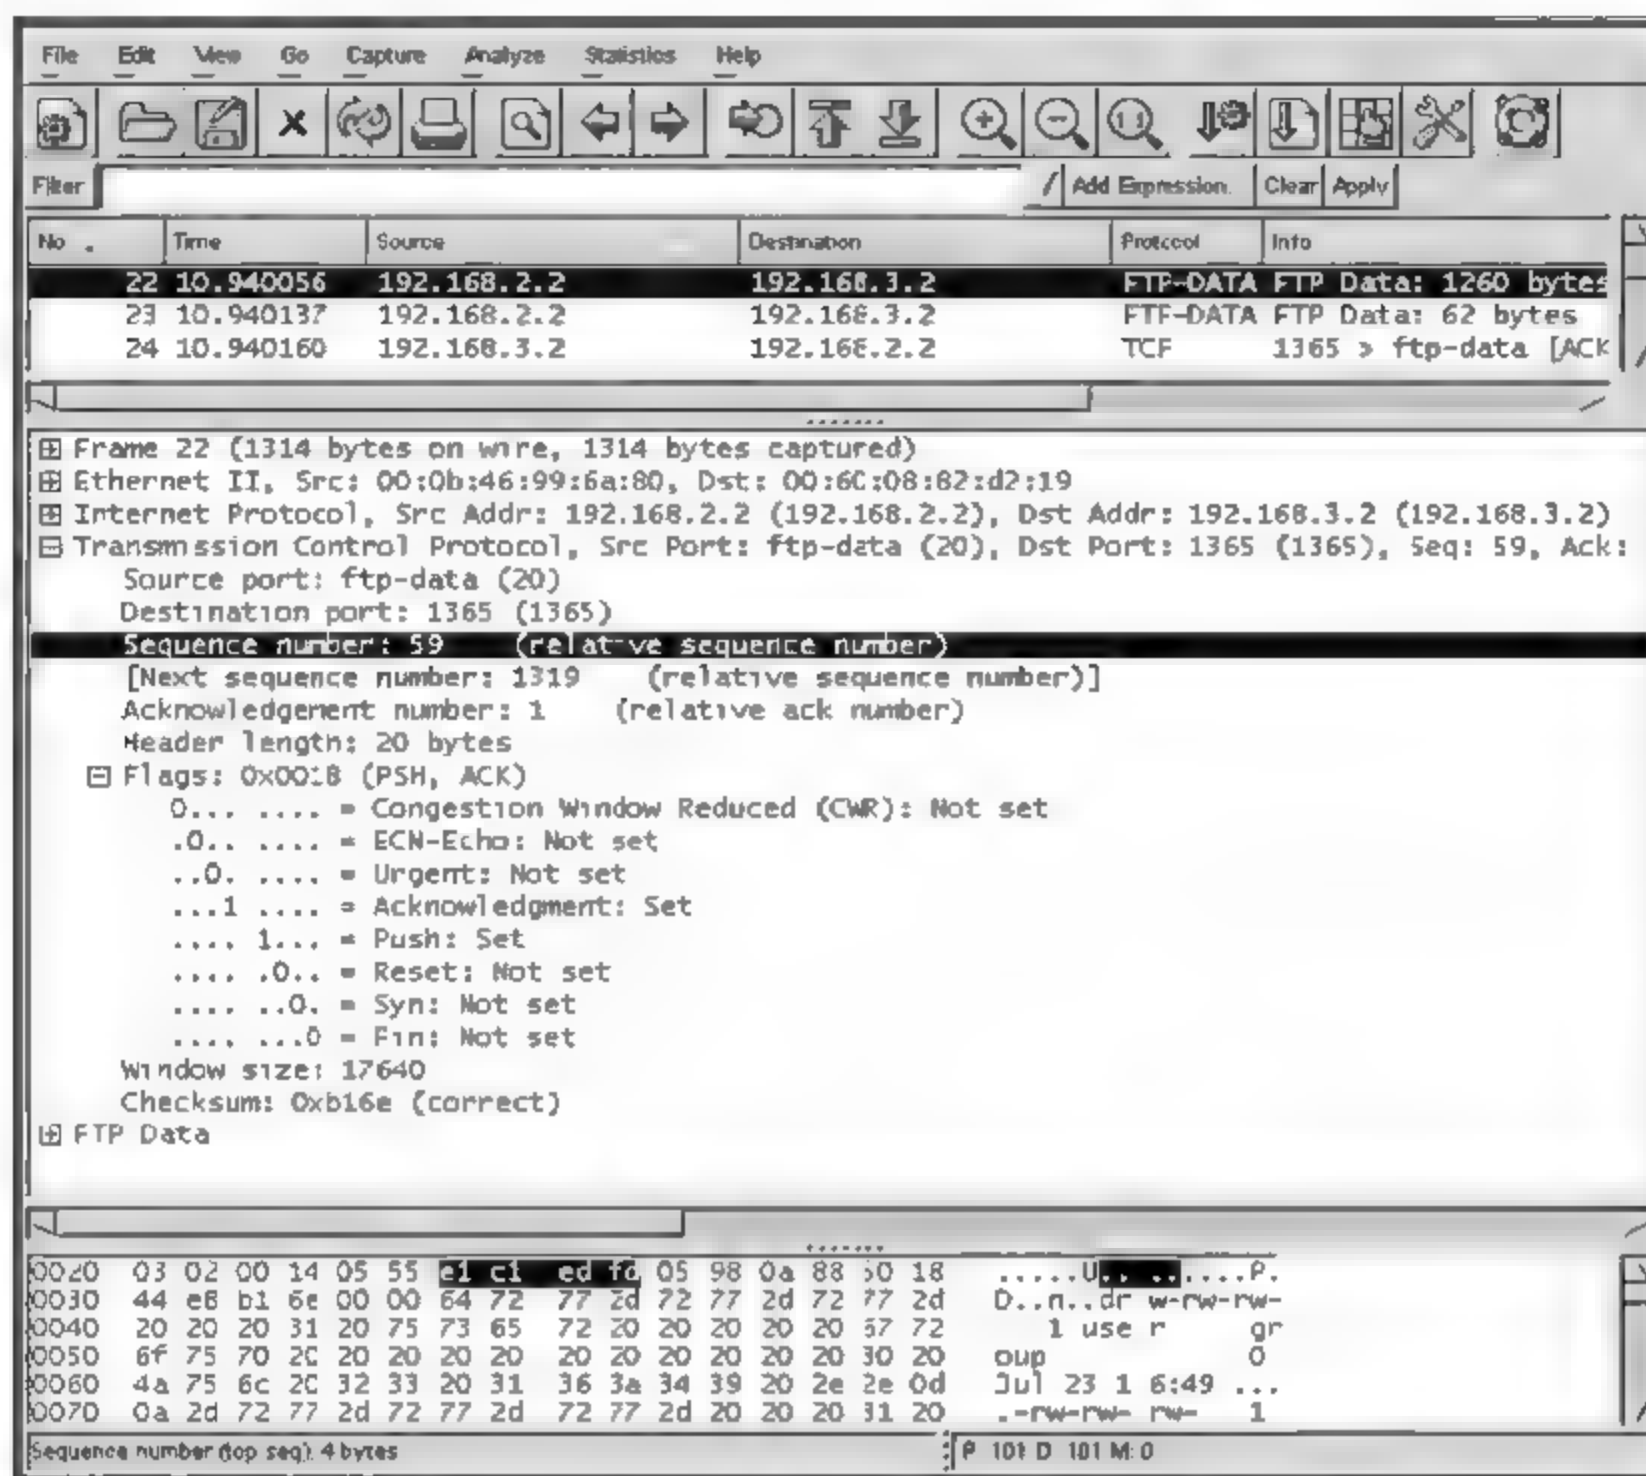 File Edit View Go Capture Analyze Statistics Help
Filter / Add Expression. Clear Apply
No . Time Source Destination Protocol Info
22 10.940056 192.168.2.2 192.168.3.2 FTP-DATA FTP Data: 1260 bytes
23 10.940137 192.168.2.2 192.168.3.2 FTP-DATA FTP Data: 62 bytes
24 10.940160 192.168.3.2 192.168.2.2 TCP 1365 > ftp-data [ACK
Frame 22 (1314 bytes on wire, 1314 bytes captured)
Ethernet II, Src: 00:0b:46:99:6a:80, Dst: 00:60:08:82:d2:19
Internet Protocol, Src Addr: 192.168.2.2 (192.168.2.2), Dst Addr: 192.168.3.2 (192.168.3.2)
Transmission Control Protocol, Src Port: ftp-data (20), Dst Port: 1365 (1365), Seq: 59, Ack:
Source port: ftp-data (20)
Destination port: 1365 (1365)
Sequence number: 59 (relative sequence number)
[Next sequence number: 1319 (relative sequence number)]
Acknowledgement number: 1 (relative ack number)
Header length: 20 bytes
Flags: 0x0018 (PSH, ACK)
0... .... = Congestion Window Reduced (CWR): Not set
.0.. .... = ECN-Echo: Not set
..0. .... = Urgent: Not set
...1 .... = Acknowledgment: Set
.... 1... = Push: Set
.... .0.. = Reset: Not set
.... ..0. = Syn: Not set
.... ...0 = Fin: Not set
Window size: 17640
Checksum: 0xb16e (correct)
FTP Data
0020 03 02 00 14 05 55 e1 c1 ed fd 05 98 0a 88 50 18 .....U.. ......P.
0030 44 e8 b1 6e 00 00 64 72 77 2d 72 77 2d 72 77 2d D..n..dr w-rw-rw-
0040 20 20 20 31 20 75 73 65 72 20 20 20 20 20 67 72 1 use r gr
0050 6f 75 70 20 20 20 20 20 20 20 20 20 20 20 30 20 oup 0
0060 4a 75 6c 20 32 33 20 31 36 3a 34 39 20 2e 2e 0d Jul 23 1 6:49 ...
0070 0a 2d 72 77 2d 72 77 2d 72 77 2d 20 20 20 31 20 .-rw-rw- rw- 1
Sequence number (tcp seq), 4 bytes P 101 D 101 M: 0